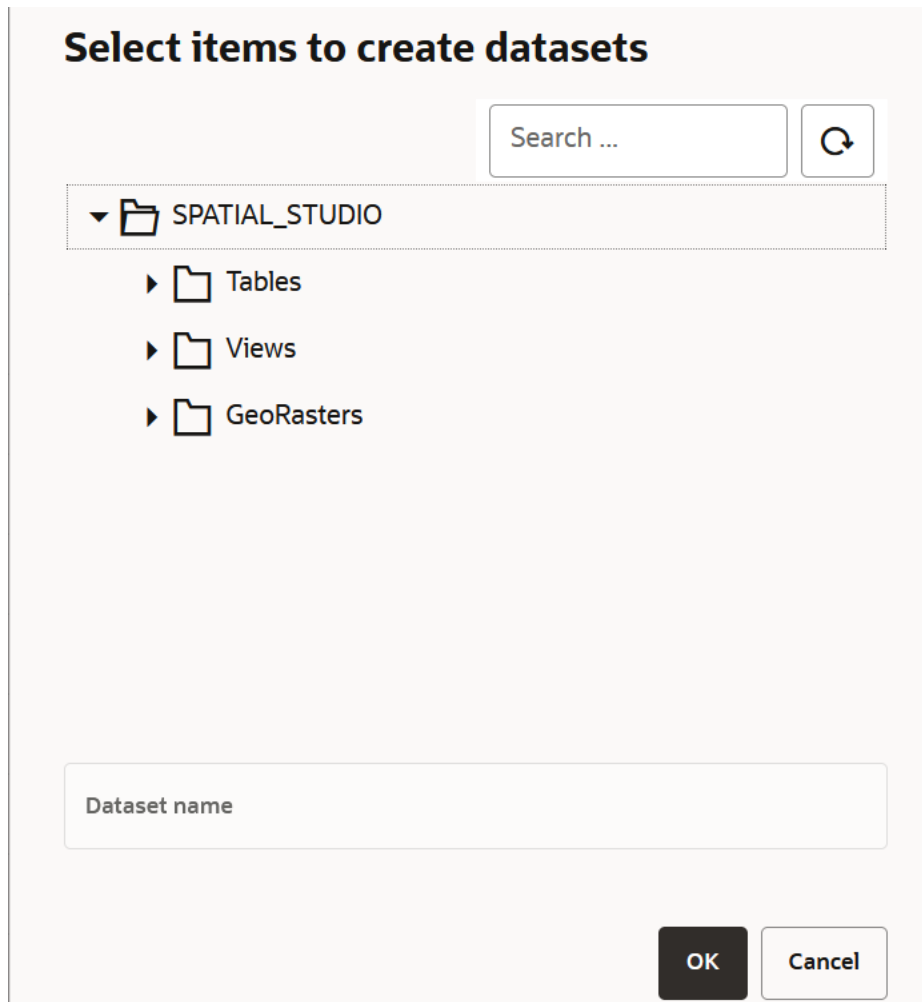 Select items to create datasets
Search ...
SPATIAL_STUDIO
Tables
Views
GeoRasters
Dataset name
OK Cancel